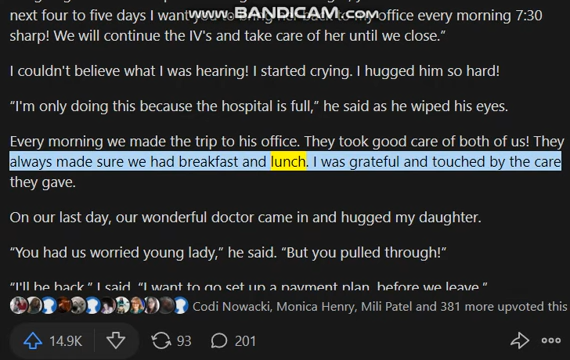 next four to five days I want you to bring her back to my office every morning 7:30
www.BANDICAM.com
sharp! We will continue the IV's and take care of her until we close.”
I couldn't believe what I was hearing! I started crying. I hugged him so hard!
“I'm only doing this because the hospital is full,” he said as he wiped his eyes.
Every morning we made the trip to his office. They took good care of both of us! They
always made sure we had breakfast and lunch. I was grateful and touched by the care
they gave.
On our last day, our wonderful doctor came in and hugged my daughter.
“You had us worried young lady,” he said. “But you pulled through!”
“I'll be back,” I said. “I want to go set up a payment plan, before we leave.”
Codi Nowacki, Monica Henry, Mili Patel and 381 more upvoted this
14.9K 93 201